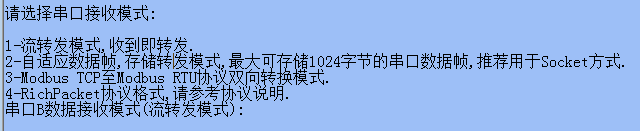 请选择串口接收模式:
1-流转发模式,收到即转发.
2-自适应数据帧,存储转发模式,最大可存储1024字节的串口数据帧,推荐用于Socket方式.
3-Modbus TCP至Modbus RTU协议双向转换模式.
4-RichPacket协议格式,请参考协议说明.
串口B数据接收模式(流转发模式):